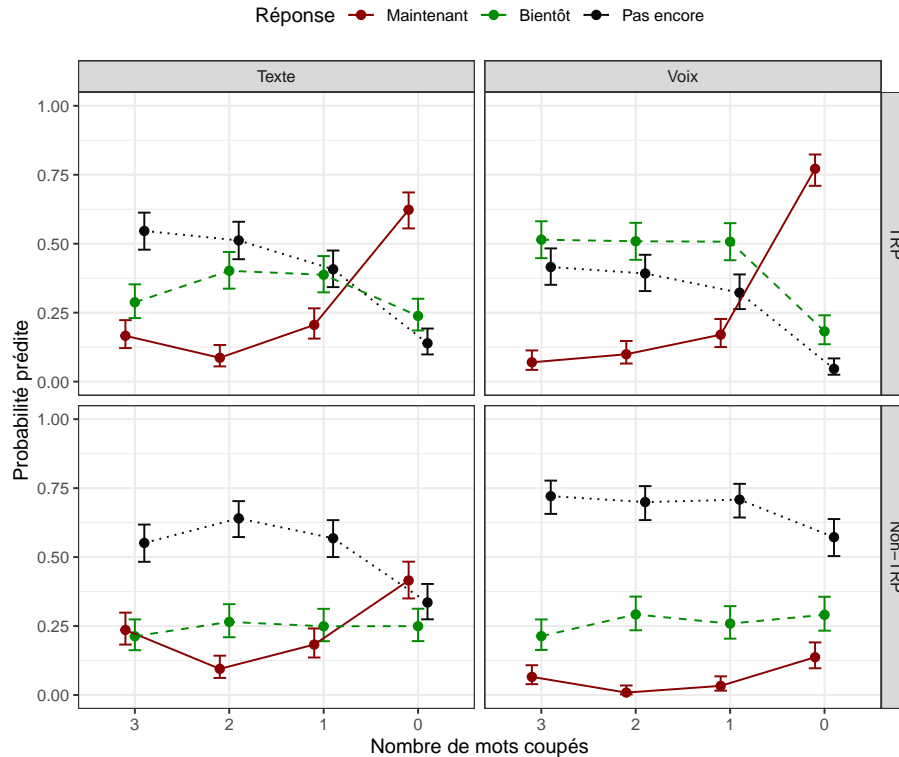 Réponse Maintenant Bientôt Pas encore
Texte Voix
Probabilité prédite
1.00
0.75
0.50
0.25
0.00
TRP
1.00
0.75
0.50
0.25
0.00
Non−TRP
3 2 1 0 3 2 1 0
Nombre de mots coupés